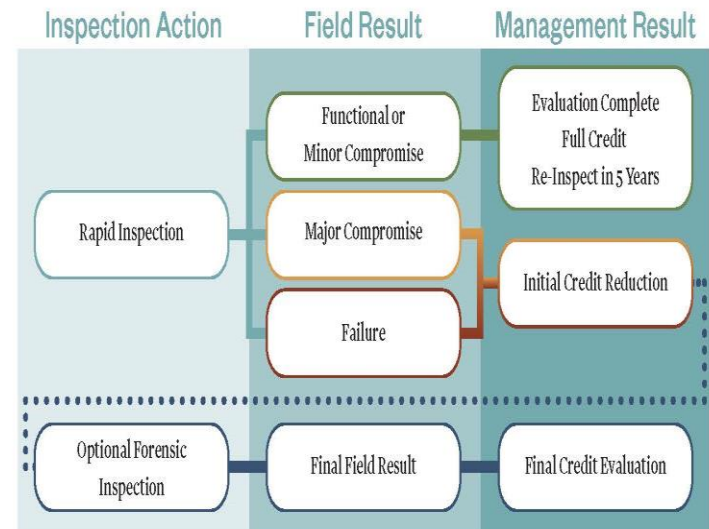 Inspection Action
Field Result
Management Result
Functional or
Minor Compromise
Evaluation Complete
Full Credit
Re-Inspect in 5 Years
Rapid Inspection
Major Compromise
Initial Credit Reduction
Failure
Optional Forensic
Inspection
Final Field Result
Final Credit Evaluation